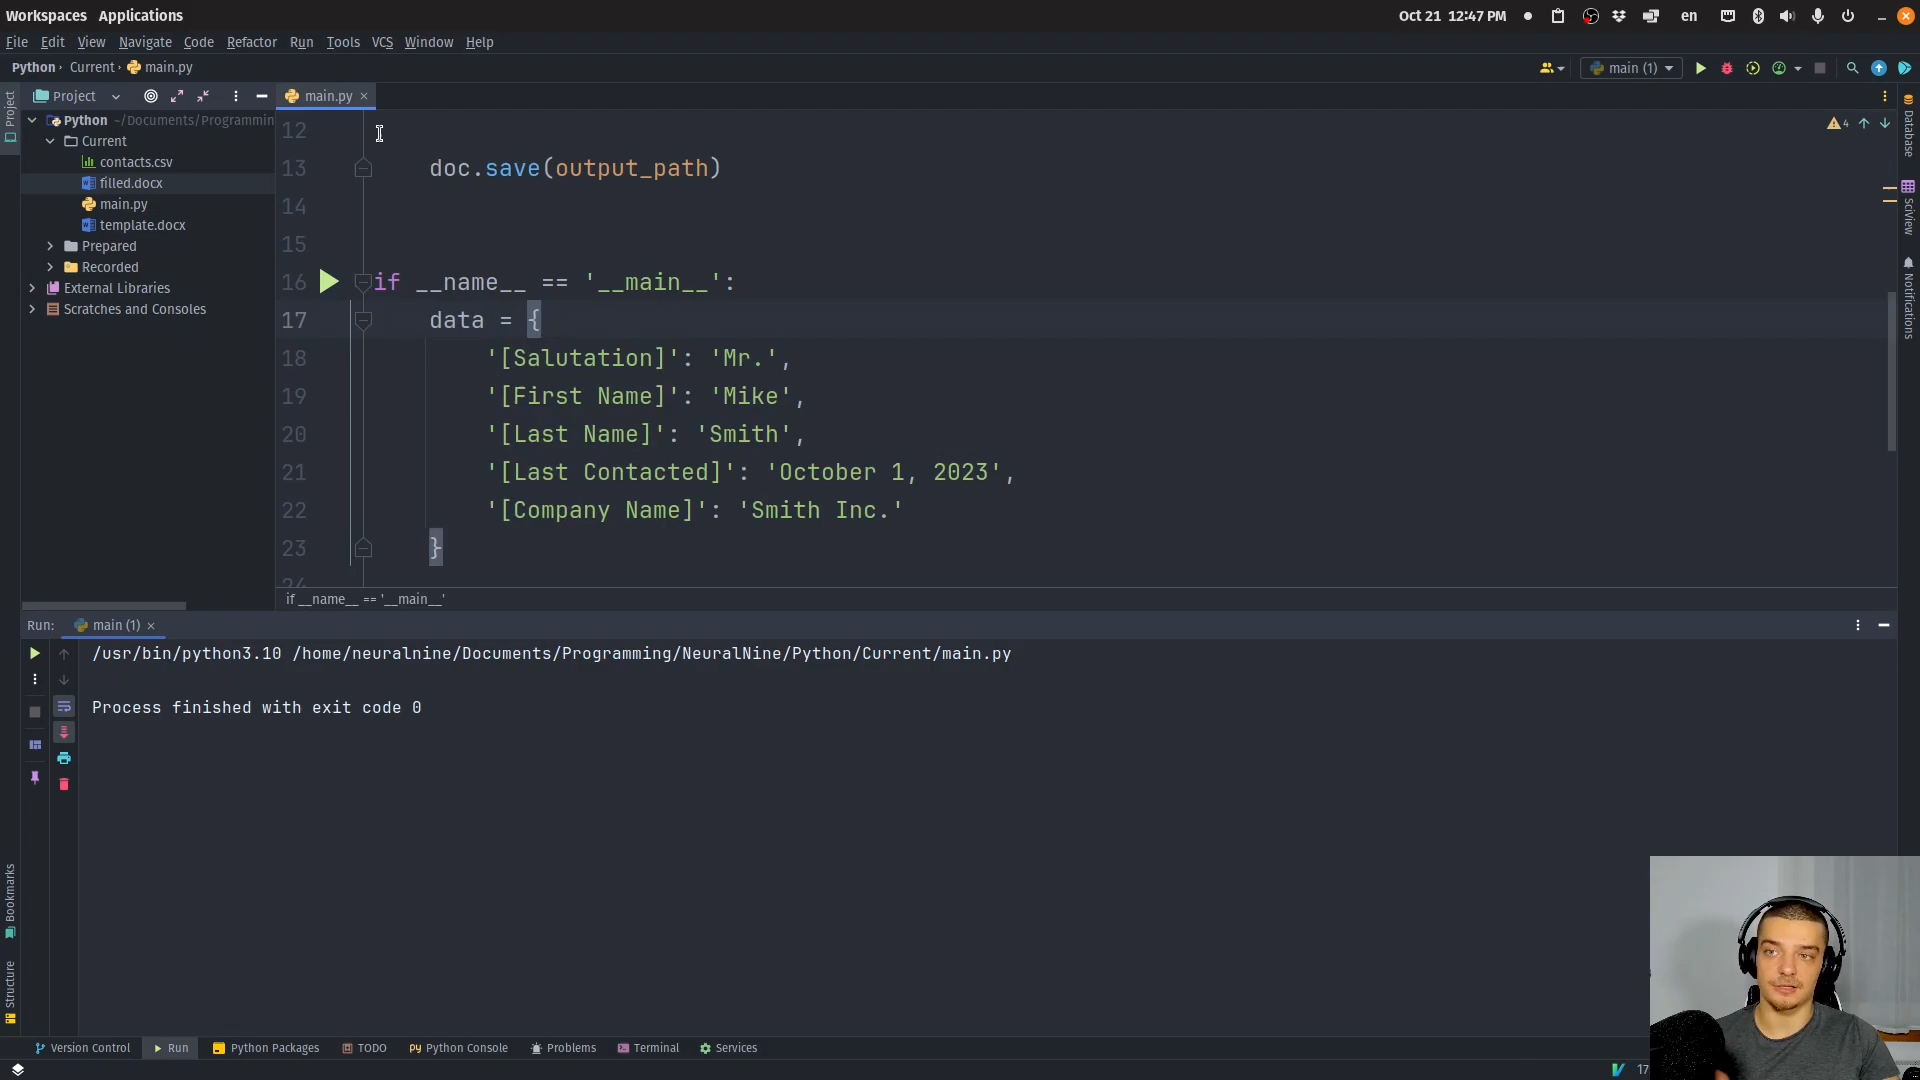 Workspaces Applications
Oct 21 12:47 PM
en
File Edit View Navigate Code Refactor Run Tools VCS Window Help
Python Current main.py
main (1)
Project
main.py
Python ~/Documents/Programmin
Current
contacts.csv
filled.docx
main.py
template.docx
Prepared
Recorded
External Libraries
Scratches and Consoles
Project
Bookmarks
Structure
Database
SciView
Notifications
4
12
13 doc.save(output_path)
14
15
16 if __name__ == '__main__':
17 data = {
18 '[Salutation]': 'Mr.',
19 '[First Name]': 'Mike',
20 '[Last Name]': 'Smith',
21 '[Last Contacted]': 'October 1, 2023',
22 '[Company Name]': 'Smith Inc.'
23 }
24
if __name__ == '__main__'
Run: main (1)
/usr/bin/python3.10 /home/neuralnine/Documents/Programming/NeuralNine/Python/Current/main.py
Process finished with exit code 0
Version Control Run Python Packages TODO Python Console Problems Terminal Services
17